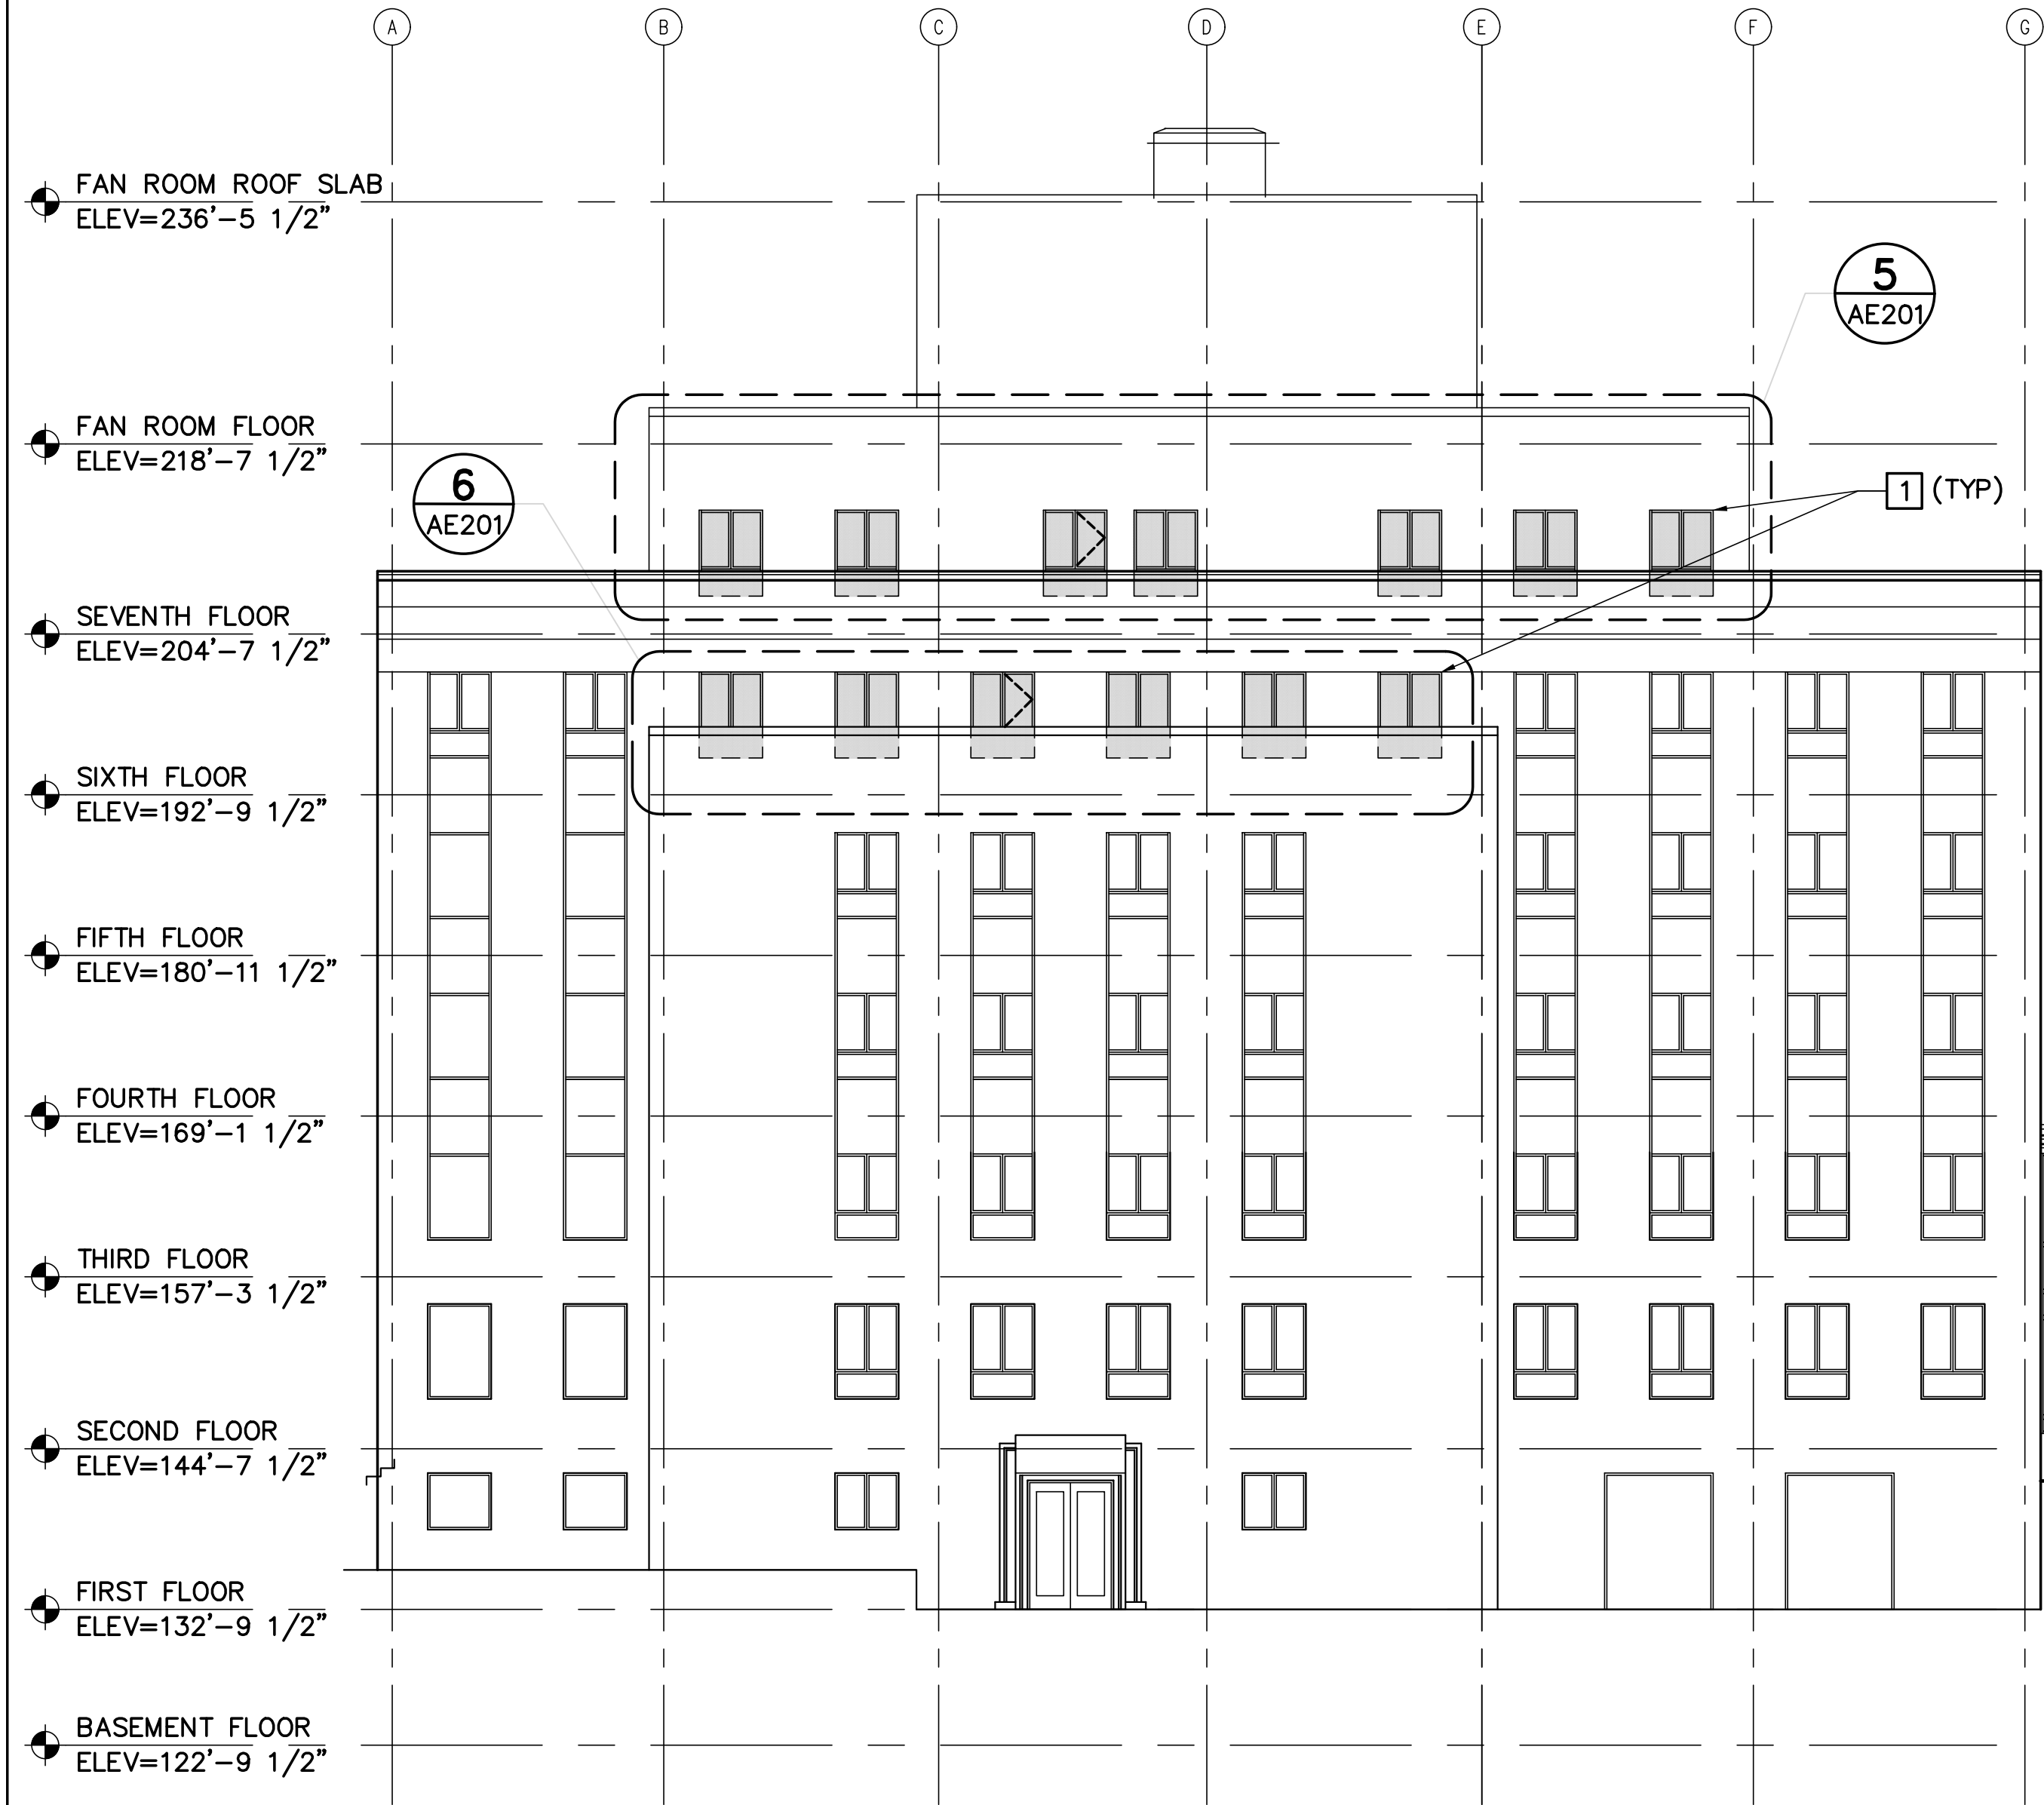 A B C D E F G
FAN ROOM ROOF SLAB
ELEV=236'-5 1/2"
5
AE201
FAN ROOM FLOOR
ELEV=218'-7 1/2"
6
AE201
1 (TYP)
SEVENTH FLOOR
ELEV=204'-7 1/2"
SIXTH FLOOR
ELEV=192'-9 1/2"
FIFTH FLOOR
ELEV=180'-11 1/2"
FOURTH FLOOR
ELEV=169'-1 1/2"
THIRD FLOOR
ELEV=157'-3 1/2"
SECOND FLOOR
ELEV=144'-7 1/2"
FIRST FLOOR
ELEV=132'-9 1/2"
BASEMENT FLOOR
ELEV=122'-9 1/2"